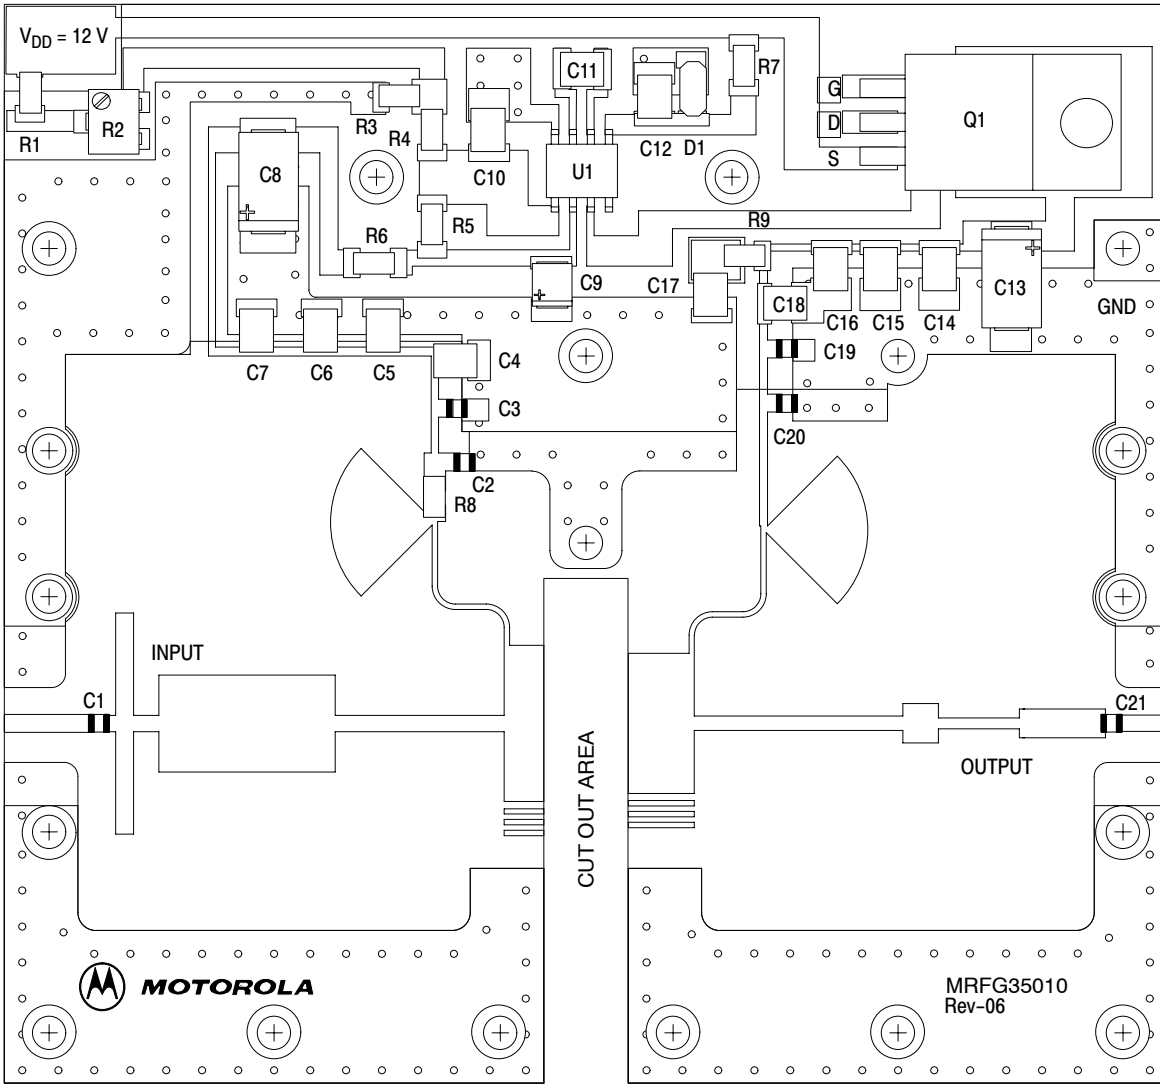 V_DD = 12 V
R1
R2
R3
R4
C8
R6
R5
C10
C11
U1
C12
D1
R7
G
D
S
Q1
R9
C9
C17
C18
C16
C15
C14
C13
GND
C7
C6
C5
C4
C3
C19
C20
C2
R8
INPUT
C1
C21
OUTPUT
CUT OUT AREA
MOTOROLA
MRFG35010
Rev-06